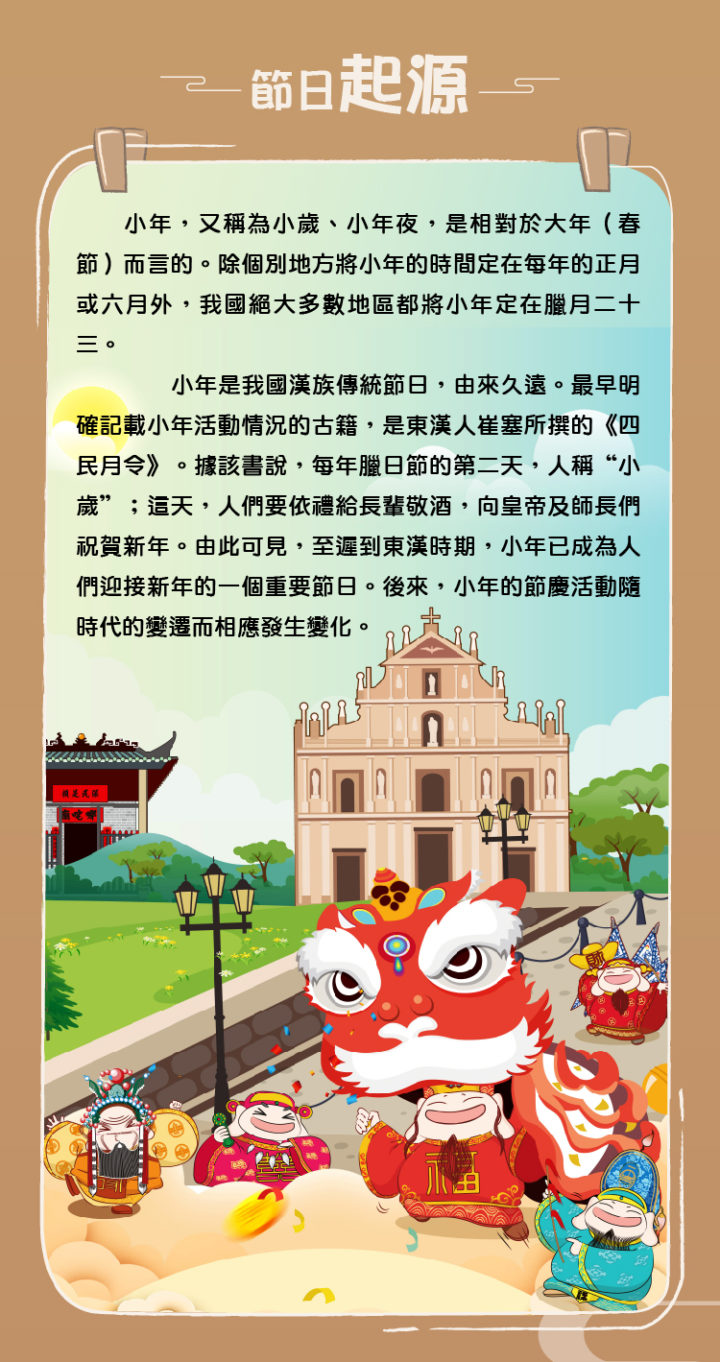 節日起源
小年，又稱為小歲、小年夜，是相對於大年（春
節）而言的。除個別地方將小年的時間定在每年的正月
或六月外，我國絕大多數地區都將小年定在臘月二十
三。
小年是我國漢族傳統節日，由來久遠。最早明
確記載小年活動情況的古籍，是東漢人崔塞所撰的《四
民月令》。據該書說，每年臘日節的第二天，人稱“小
歲”；這天，人們要依禮給長輩敬酒，向皇帝及師長們
祝賀新年。由此可見，至遲到東漢時期，小年已成為人
們迎接新年的一個重要節日。後來，小年的節慶活動隨
時代的變遷而相應發生變化。
保民是賴
廟吒哪
福